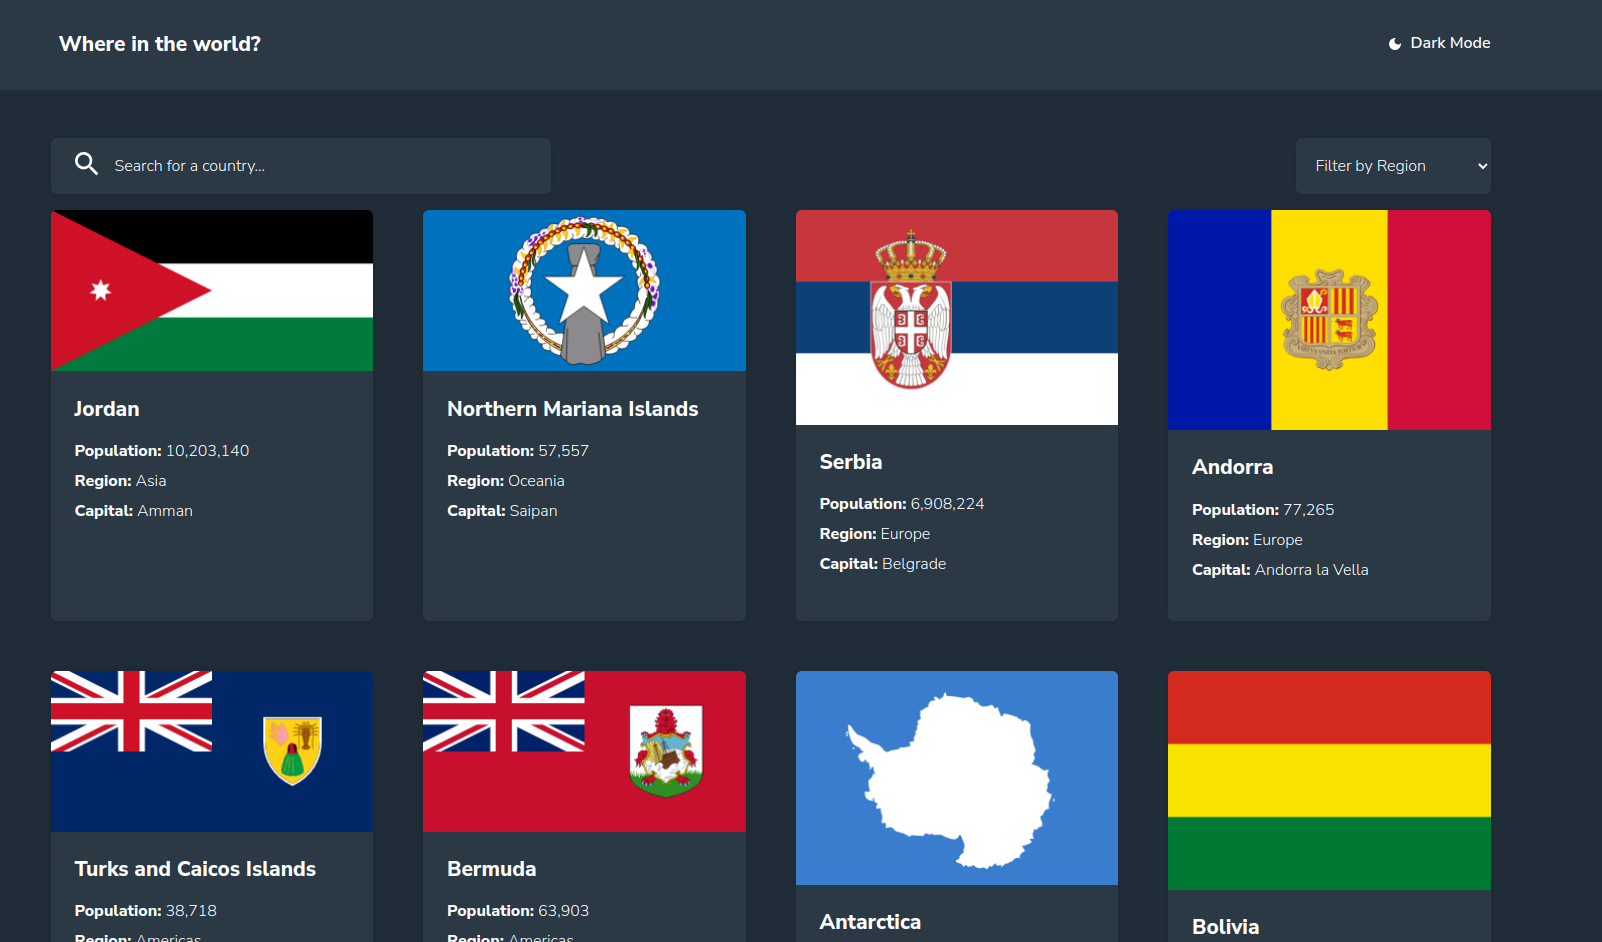 Where in the world?
Dark Mode
Search for a country...
Filter by Region
Jordan
Population: 10,203,140
Region: Asia
Capital: Amman
Northern Mariana Islands
Population: 57,557
Region: Oceania
Capital: Saipan
Serbia
Population: 6,908,224
Region: Europe
Capital: Belgrade
Andorra
Population: 77,265
Region: Europe
Capital: Andorra la Vella
Turks and Caicos Islands
Population: 38,718
Region: Americas
Bermuda
Population: 63,903
Region: Americas
Antarctica
Bolivia